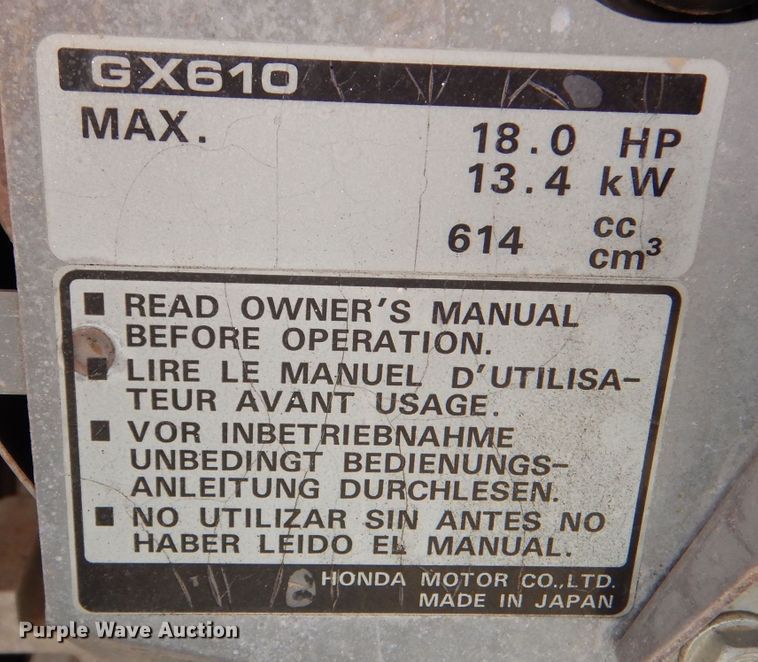 GX610
MAX. 18.0 HP
13.4 kW
614 cc
cm³
■ READ OWNER'S MANUAL
BEFORE OPERATION.
■ LIRE LE MANUEL D'UTILISA-
TEUR AVANT USAGE.
■ VOR INBETRIEBNAHME
UNBEDINGT BEDIENUNGS-
ANLEITUNG DURCHLESEN.
■ NO UTILIZAR SIN ANTES NO
HABER LEIDO EL MANUAL.
HONDA MOTOR CO.,LTD.
MADE IN JAPAN
Purple Wave Auction